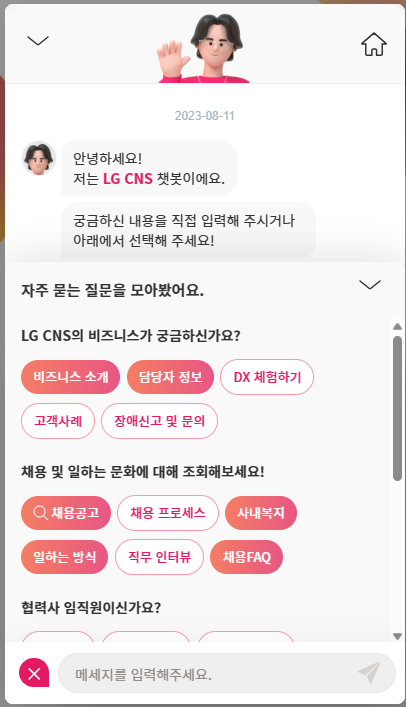 2023-08-11
안녕하세요!
저는 LG CNS 챗봇이에요.
궁금하신 내용을 직접 입력해 주시거나
아래에서 선택해 주세요!
자주 묻는 질문을 모아봤어요.
LG CNS의 비즈니스가 궁금하신가요?
비즈니스 소개 담당자 정보 DX 체험하기
고객사례 장애신고 및 문의
채용 및 일하는 문화에 대해 조회해보세요!
채용공고 채용 프로세스 사내복지
일하는 방식 직무 인터뷰 채용FAQ
협력사 임직원이신가요?
메세지를 입력해주세요.